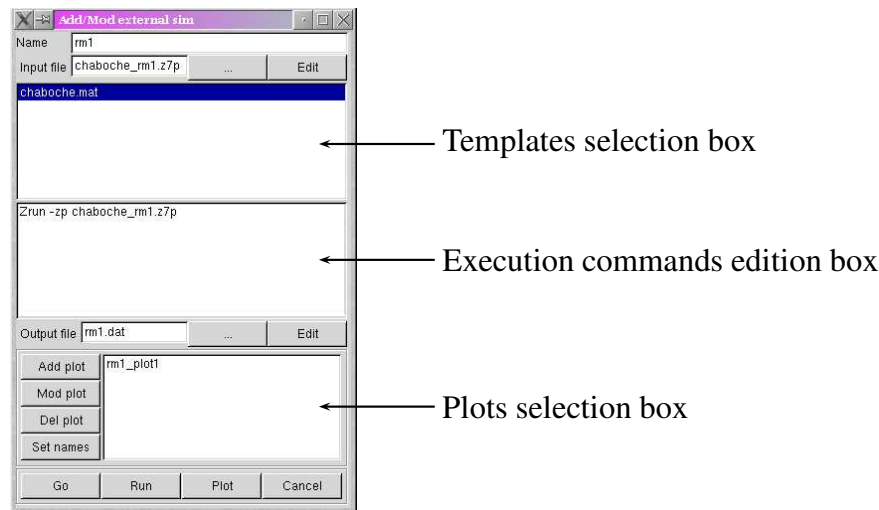 Add/Mod external sim
Name rm1
Input file chaboche_rm1.z7p ... Edit
chaboche.mat
Templates selection box
Zrun -zp chaboche_rm1.z7p
Execution commands edition box
Output file rm1.dat ... Edit
Add plot rm1_plot1
Mod plot
Plots selection box
Del plot
Set names
Go Run Plot Cancel